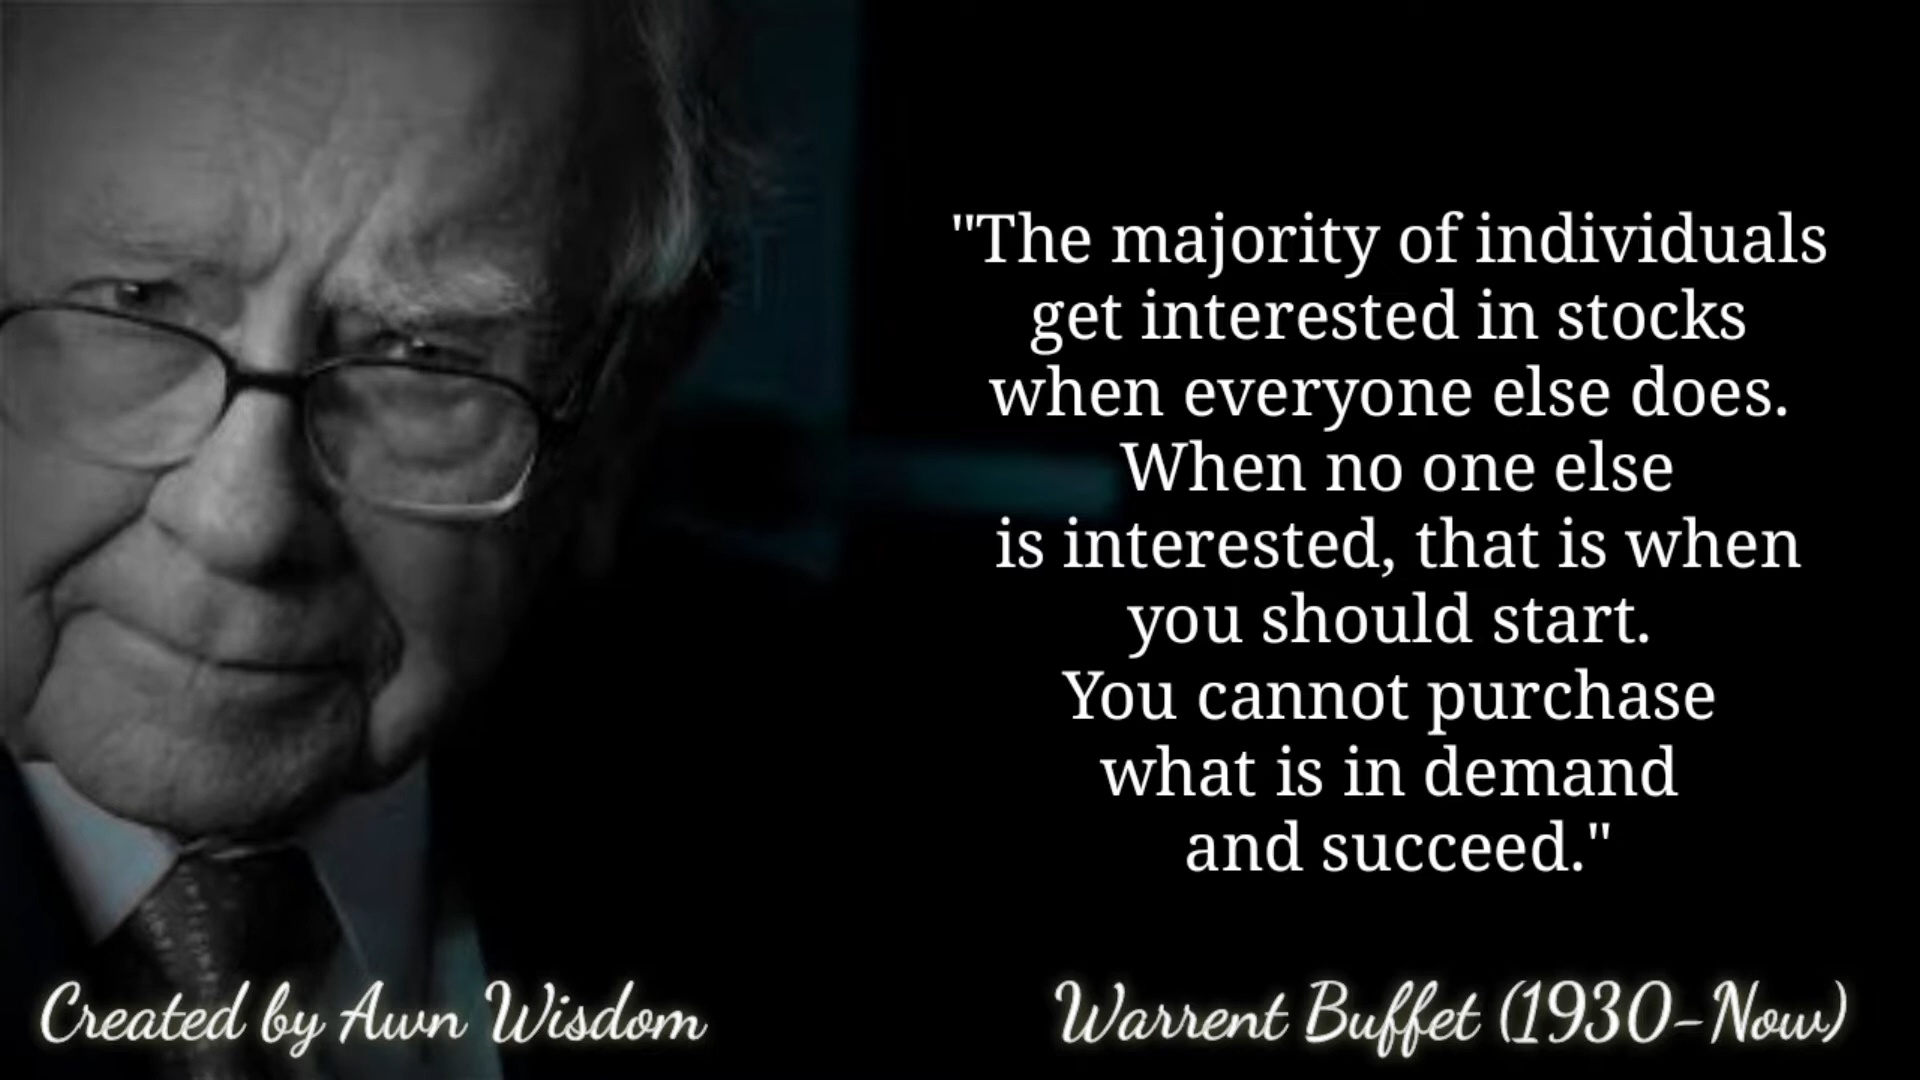 "The majority of individuals
get interested in stocks
when everyone else does.
When no one else
is interested, that is when
you should start.
You cannot purchase
what is in demand
and succeed."
Created by Awn Wisdom
Warrent Buffet (1930-Now)